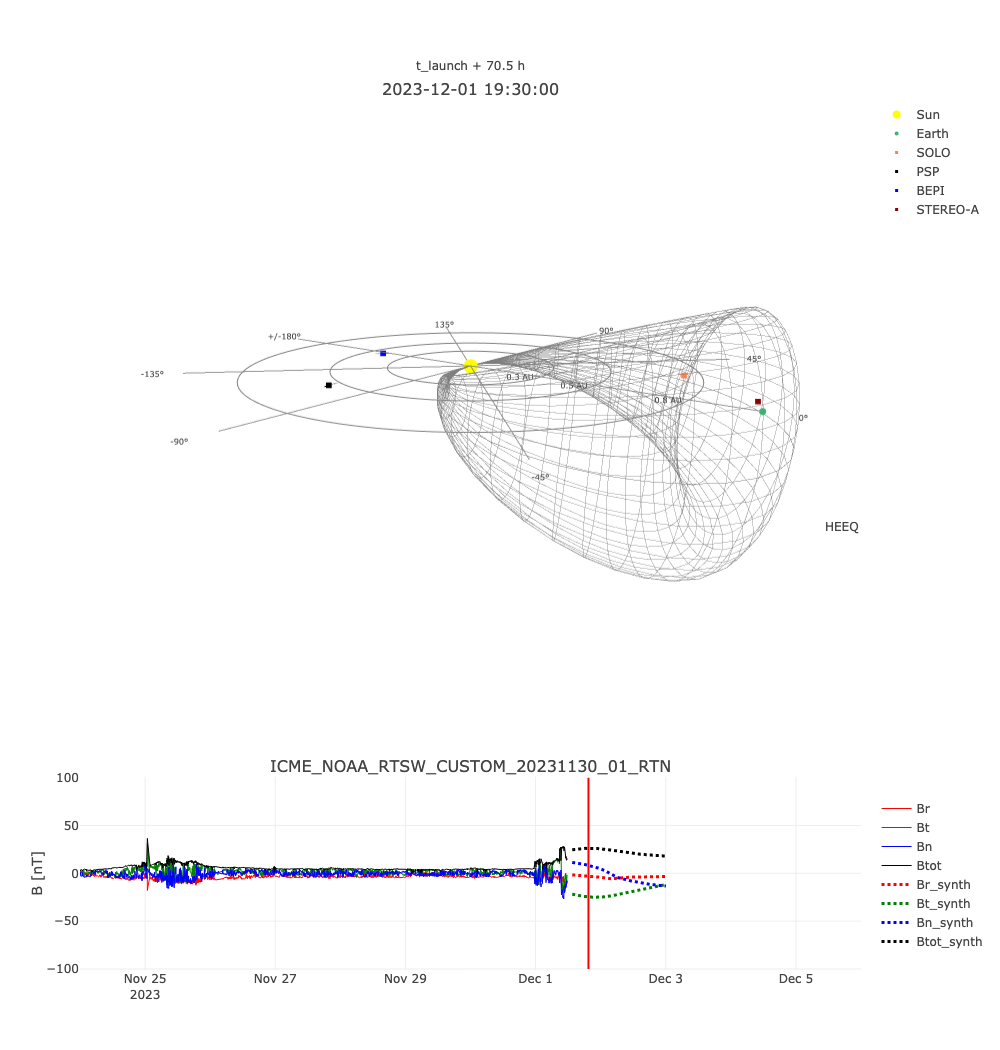 t_launch + 70.5 h
2023-12-01 19:30:00
Sun
Earth
SOLO
PSP
BEPI
STEREO-A
135°
90°
+/-180°
45°
-135°
0.3 AU
0.5 AU
0.8 AU
0°
-90°
-45°
HEEQ
ICME_NOAA_RTSW_CUSTOM_20231130_01_RTN
B [nT]
100
50
0
−50
−100
Nov 25
2023
Nov 27
Nov 29
Dec 1
Dec 3
Dec 5
Br
Bt
Bn
Btot
Br_synth
Bt_synth
Bn_synth
Btot_synth